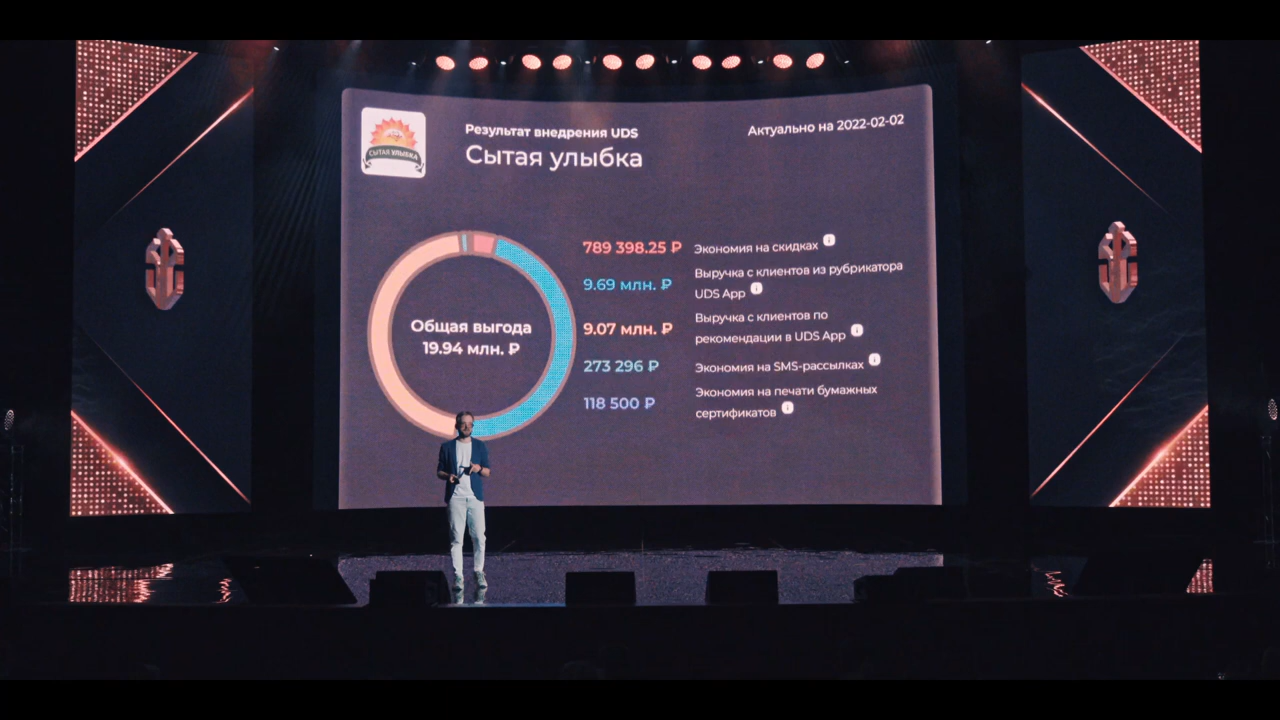 Результат внедрения UDS
Актуально на 2022-02-02
Сытая улыбка
СЫТАЯ УЛЫБКА
Общая выгода
19.94 млн. ₽
789 398.25 ₽ Экономия на скидках
9.69 млн. ₽ Выручка с клиентов из рубрикатора
UDS App
9.07 млн. ₽ Выручка с клиентов по
рекомендации в UDS App
273 296 ₽ Экономия на SMS-рассылках
118 500 ₽ Экономия на печати бумажных
сертификатов